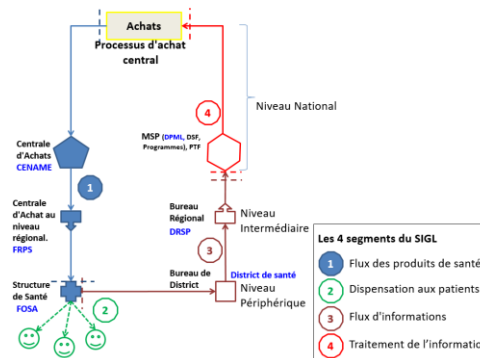 Achats
Processus d'achat
central
4
Niveau National
MSP (DPML, DSF,
Programmes), PTF
Centrale
d'Achats
CENAME
1
Centrale
d'Achat au
niveau
régional.
FRPS
Bureau
Régional
DRSP
Niveau
Intermédiaire
3
Structure
de Santé
FOSA
2
Bureau de
District
District de santé
Niveau
Périphérique
Les 4 segments du SIGL
1 Flux des produits de santé
2 Dispensation aux patients
3 Flux d'informations
4 Traitement de l'information